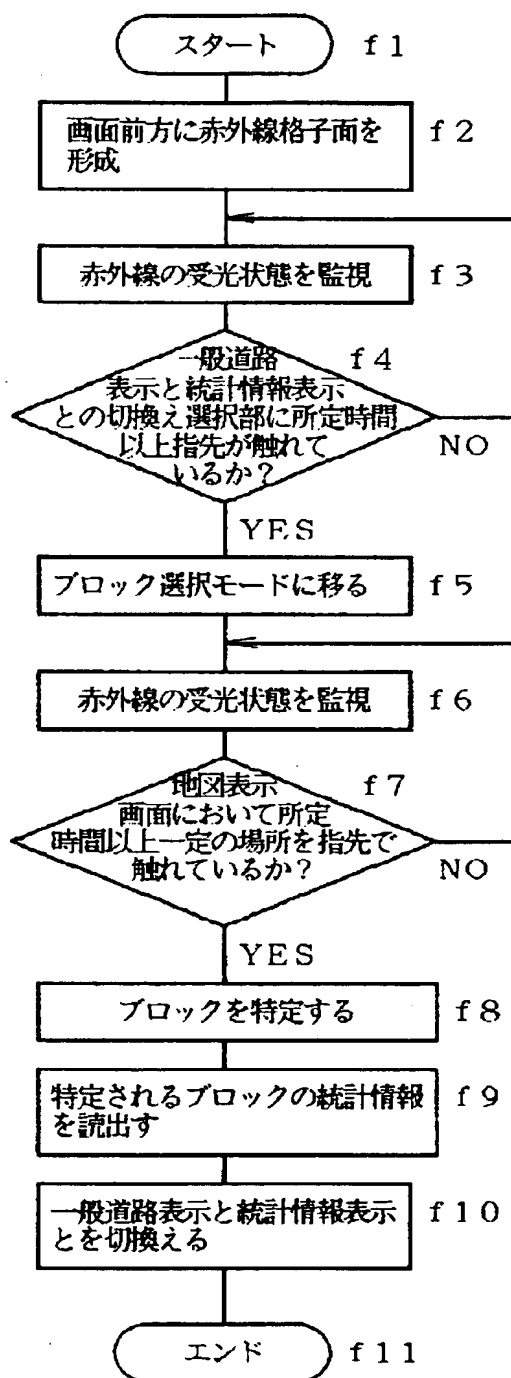 スタート f1
画面前方に赤外線格子面を f2
形成
赤外線の受光状態を監視 f3
一般道路 f4
表示と統計情報表示
との切換え選択部に所定時間
以上指先が触れて NO
いるか？
YES
ブロック選択モードに移る f5
赤外線の受光状態を監視 f6
地図表示 f7
画面において所定
時間以上一定の場所を指先で
触れているか？ NO
YES
ブロックを特定する f8
特定されるブロックの統計情報 f9
を読出す
一般道路表示と統計情報表示 f10
とを切換える
エンド f11